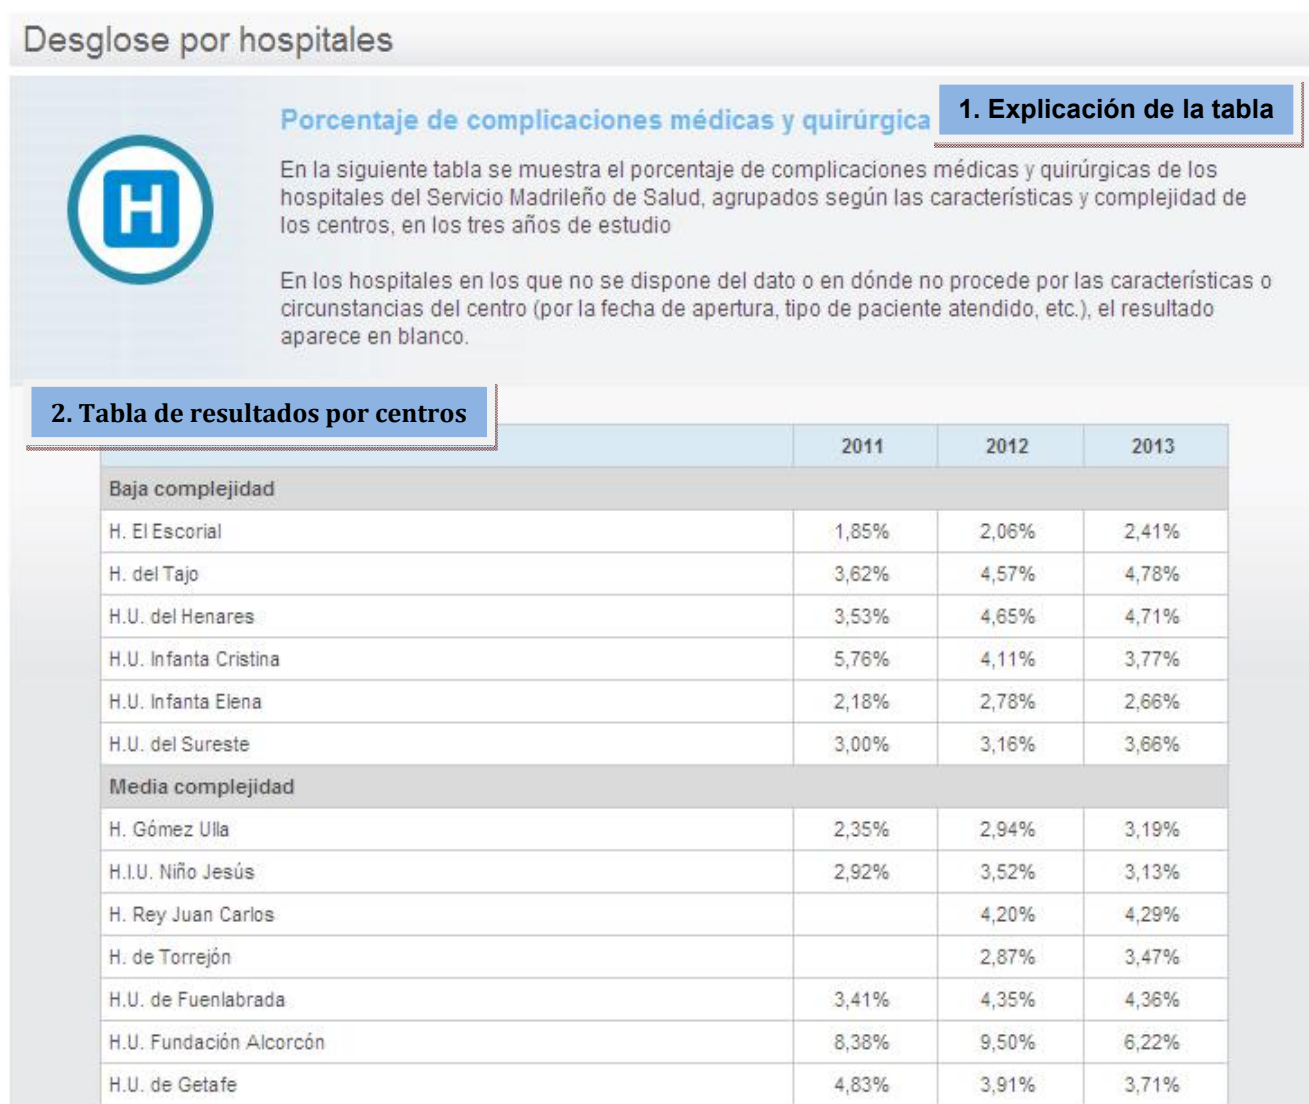 Desglose por hospitales
1. Explicación de la tabla
Porcentaje de complicaciones médicas y quirúrgica
H
En la siguiente tabla se muestra el porcentaje de complicaciones médicas y quirúrgicas de los
hospitales del Servicio Madrileño de Salud, agrupados según las características y complejidad de
los centros, en los tres años de estudio
En los hospitales en los que no se dispone del dato o en dónde no procede por las características o
circunstancias del centro (por la fecha de apertura, tipo de paciente atendido, etc.), el resultado
aparece en blanco.
2. Tabla de resultados por centros
2011 2012 2013
Baja complejidad
H. El Escorial 1,85% 2,06% 2,41%
H. del Tajo 3,62% 4,57% 4,78%
H.U. del Henares 3,53% 4,65% 4,71%
H.U. Infanta Cristina 5,76% 4,11% 3,77%
H.U. Infanta Elena 2,18% 2,78% 2,66%
H.U. del Sureste 3,00% 3,16% 3,66%
Media complejidad
H. Gómez Ulla 2,35% 2,94% 3,19%
H.I.U. Niño Jesús 2,92% 3,52% 3,13%
H. Rey Juan Carlos 4,20% 4,29%
H. de Torrejón 2,87% 3,47%
H.U. de Fuenlabrada 3,41% 4,35% 4,36%
H.U. Fundación Alcorcón 8,38% 9,50% 6,22%
H.U. de Getafe 4,83% 3,91% 3,71%